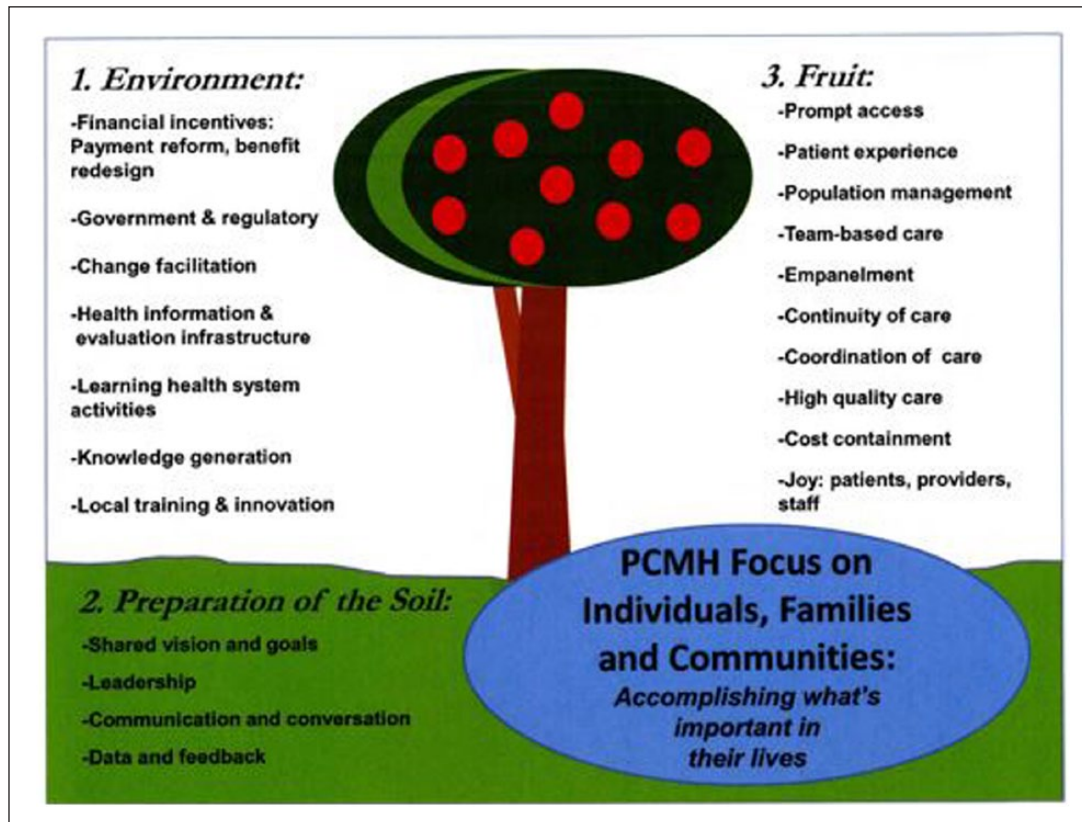 1. Environment:
-Financial incentives:
Payment reform, benefit
redesign
-Government & regulatory
-Change facilitation
-Health information &
evaluation infrastructure
-Learning health system
activities
-Knowledge generation
-Local training & innovation
2. Preparation of the Soil:
-Shared vision and goals
-Leadership
-Communication and conversation
-Data and feedback
3. Fruit:
-Prompt access
-Patient experience
-Population management
-Team-based care
-Empanelment
-Continuity of care
-Coordination of care
-High quality care
-Cost containment
-Joy: patients, providers,
staff
PCMH Focus on
Individuals, Families
and Communities:
Accomplishing what's
important in
their lives